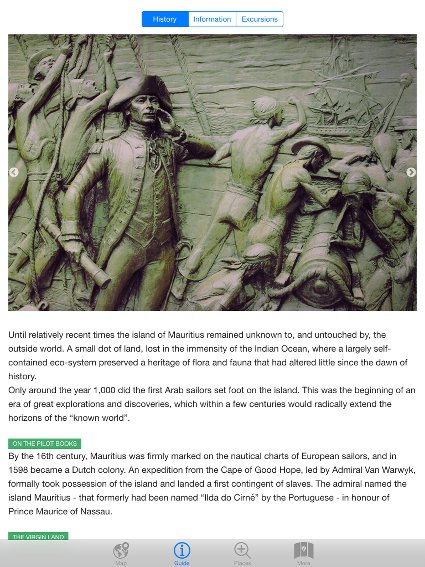 History Information Excursions
Until relatively recent times the island of Mauritius remained unknown to, and untouched by, the
outside world. A small dot of land, lost in the immensity of the Indian Ocean, where a largely self-
contained eco-system preserved a heritage of flora and fauna that had altered little since the dawn of
history.
Only around the year 1,000 did the first Arab sailors set foot on the island. This was the beginning of an
era of great explorations and discoveries, which within a few centuries would radically extend the
horizons of the “known world”.
ON THE PILOT BOOKS
By the 16th century, Mauritius was firmly marked on the nautical charts of European sailors, and in
1598 became a Dutch colony. An expedition from the Cape of Good Hope, led by Admiral Van Warwyk,
formally took possession of the island and landed a first contingent of slaves. The admiral named the
island Mauritius - that formerly had been named “Ilda do Cirné” by the Portuguese - in honour of
Prince Maurice of Nassau.
THE VIRGIN LAND
Map Guide Places More